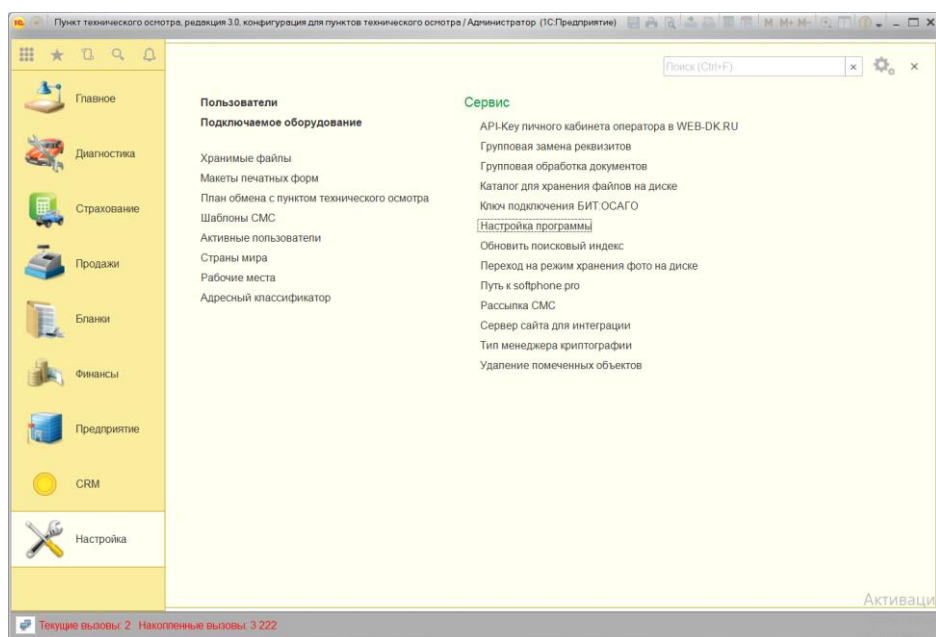 Пункт технического осмотра, редакция 3.0, конфигурация для пунктов технического осмотра / Администратор (1С:Предприятие) M M+ M-
Поиск (Ctrl+F)
Главное
Диагностика
Страхование
Продажи
Бланки
Финансы
Предприятие
CRM
Настройка
Пользователи
Подключаемое оборудование
Хранимые файлы
Макеты печатных форм
План обмена с пунктом технического осмотра
Шаблоны СМС
Активные пользователи
Страны мира
Рабочие места
Адресный классификатор
Сервис
API-Key личного кабинета оператора в WEB-DK.RU
Групповая замена реквизитов
Групповая обработка документов
Каталог для хранения файлов на диске
Ключ подключения БИТ:ОСАГО
Настройка программы
Обновить поисковый индекс
Переход на режим хранения фото на диске
Путь к softphone.pro
Рассылка СМС
Сервер сайта для интеграции
Тип менеджера криптографии
Удаление помеченных объектов
Активаци
Текущие вызовы: 2 Накопленные вызовы: 3 222